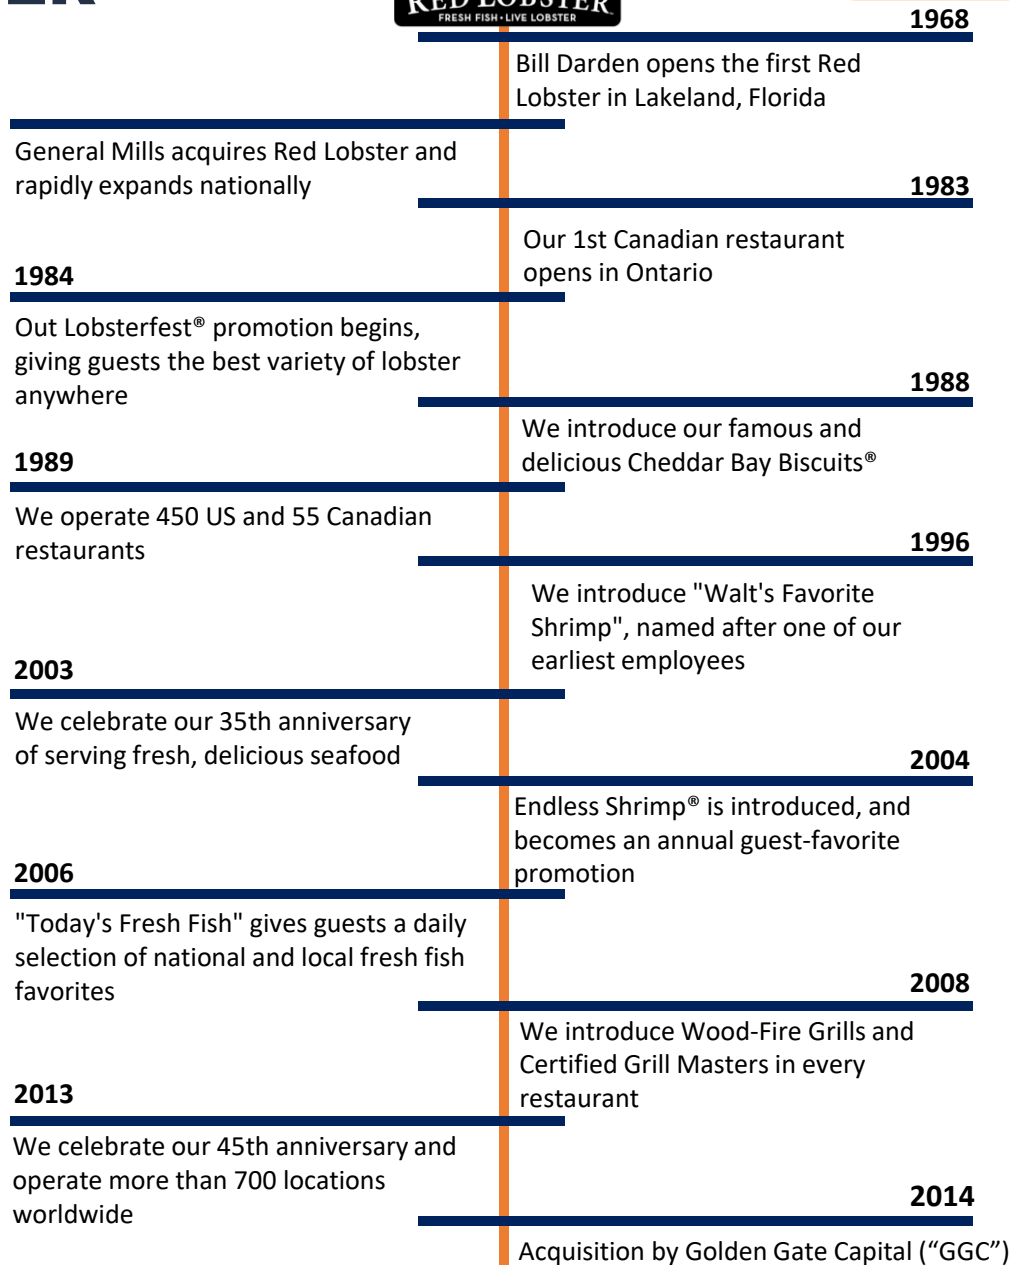 ER
RED LOBSTER
FRESH FISH • LIVE LOBSTER
1968
Bill Darden opens the first Red
Lobster in Lakeland, Florida
General Mills acquires Red Lobster and
rapidly expands nationally
1983
Our 1st Canadian restaurant
opens in Ontario
1984
Out Lobsterfest® promotion begins,
giving guests the best variety of lobster
anywhere
1988
We introduce our famous and
delicious Cheddar Bay Biscuits®
1989
We operate 450 US and 55 Canadian
restaurants
1996
We introduce "Walt's Favorite
Shrimp", named after one of our
earliest employees
2003
We celebrate our 35th anniversary
of serving fresh, delicious seafood
2004
Endless Shrimp® is introduced, and
becomes an annual guest-favorite
promotion
2006
"Today's Fresh Fish" gives guests a daily
selection of national and local fresh fish
favorites
2008
We introduce Wood-Fire Grills and
Certified Grill Masters in every
restaurant
2013
We celebrate our 45th anniversary and
operate more than 700 locations
worldwide
2014
Acquisition by Golden Gate Capital (“GGC”)